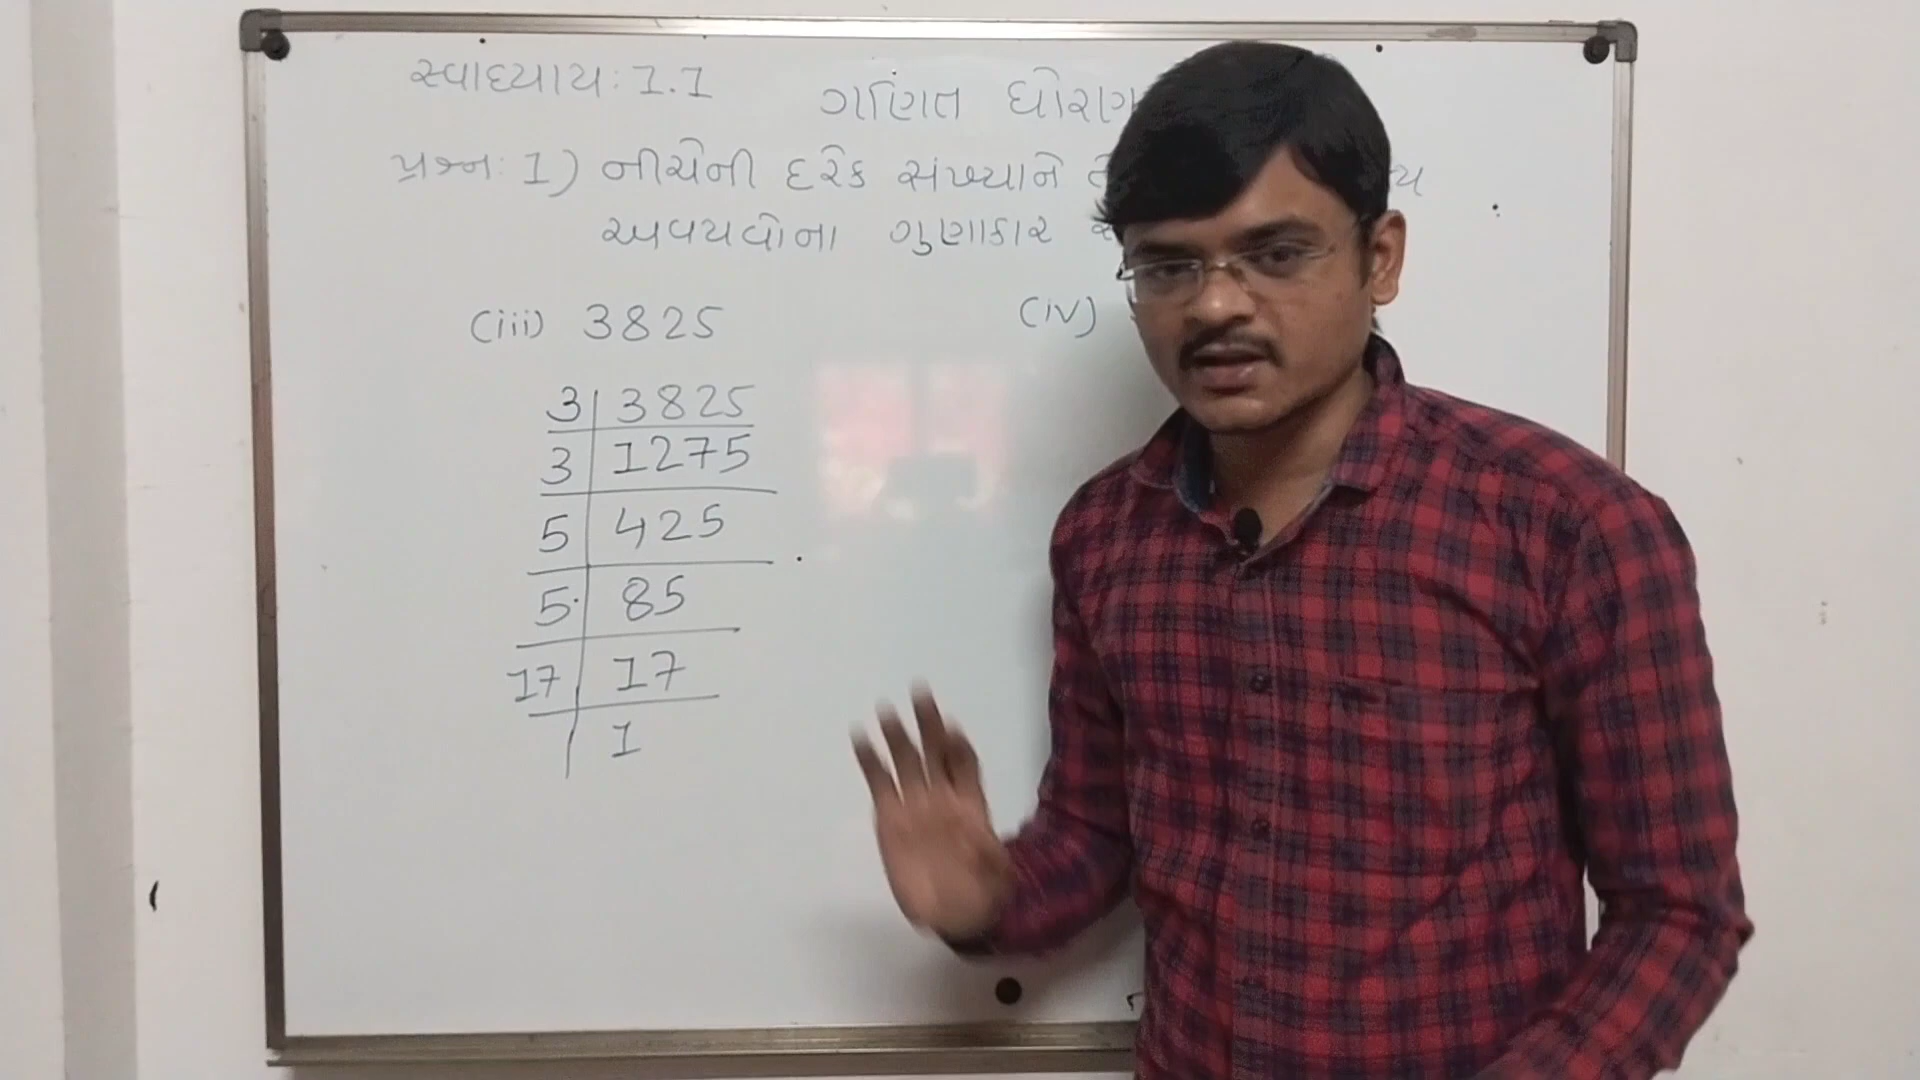 સ્વાધ્યાય: 1.1
ગણિત ધોરણ
પ્રશ્ન: 1) નીચેની દરેક સંખ્યાને
અવયવોના ગુણાકાર
(iii) 3825
(iv)
3 3825
3 1275
5 425
5 85
17 17
1